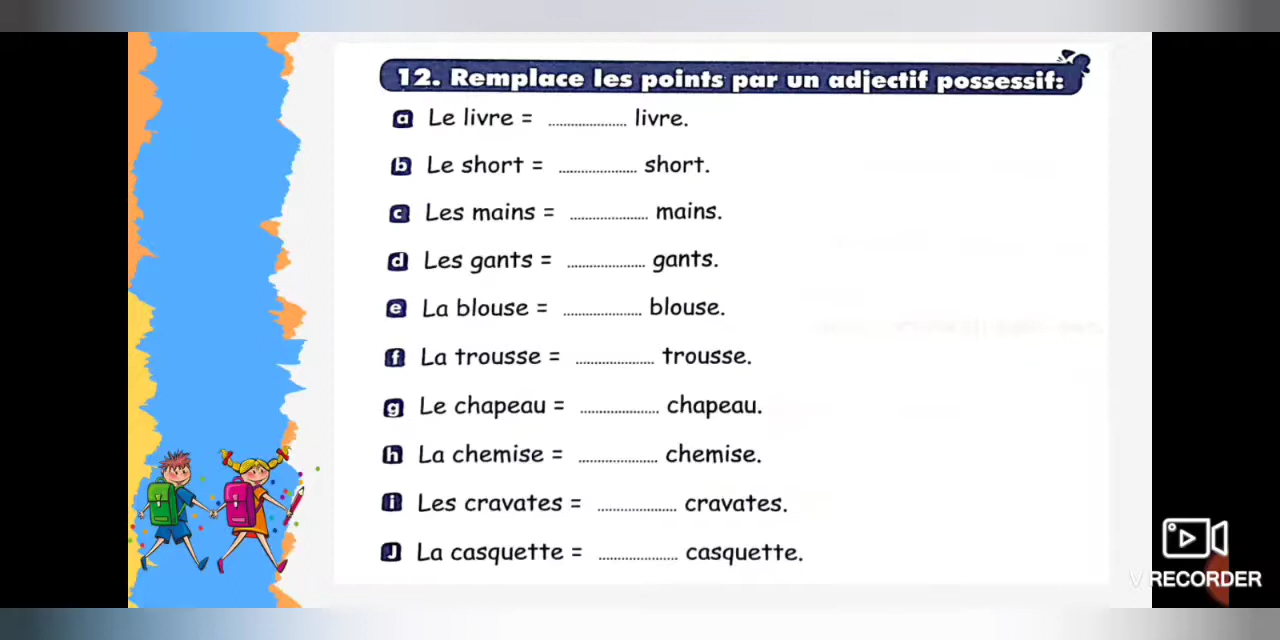 12. Remplace les points par un adjectif possessif:
a Le livre = .................... livre.
b Le short = .................... short.
c Les mains = .................... mains.
d Les gants = .................... gants.
e La blouse = .................... blouse.
f La trousse = .................... trousse.
g Le chapeau = .................... chapeau.
h La chemise = .................... chemise.
i Les cravates = .................... cravates.
J La casquette = .................... casquette.
V RECORDER